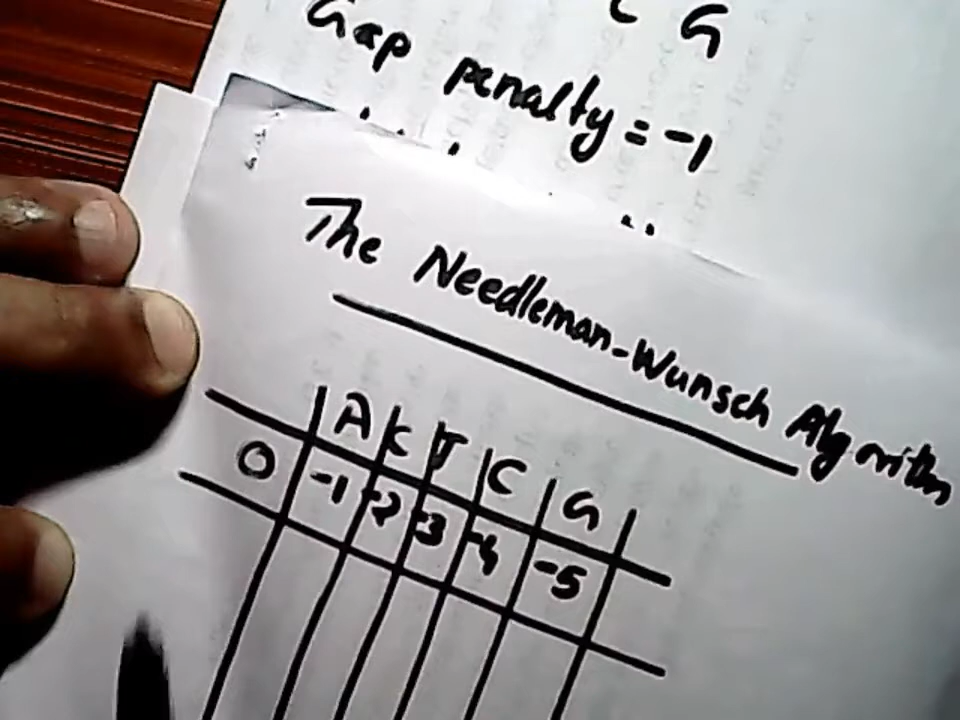 C G
Gap penalty = -1
The Needleman-Wunsch Algorithm
A C T C G
0 -1 -2 -3 -4 -5